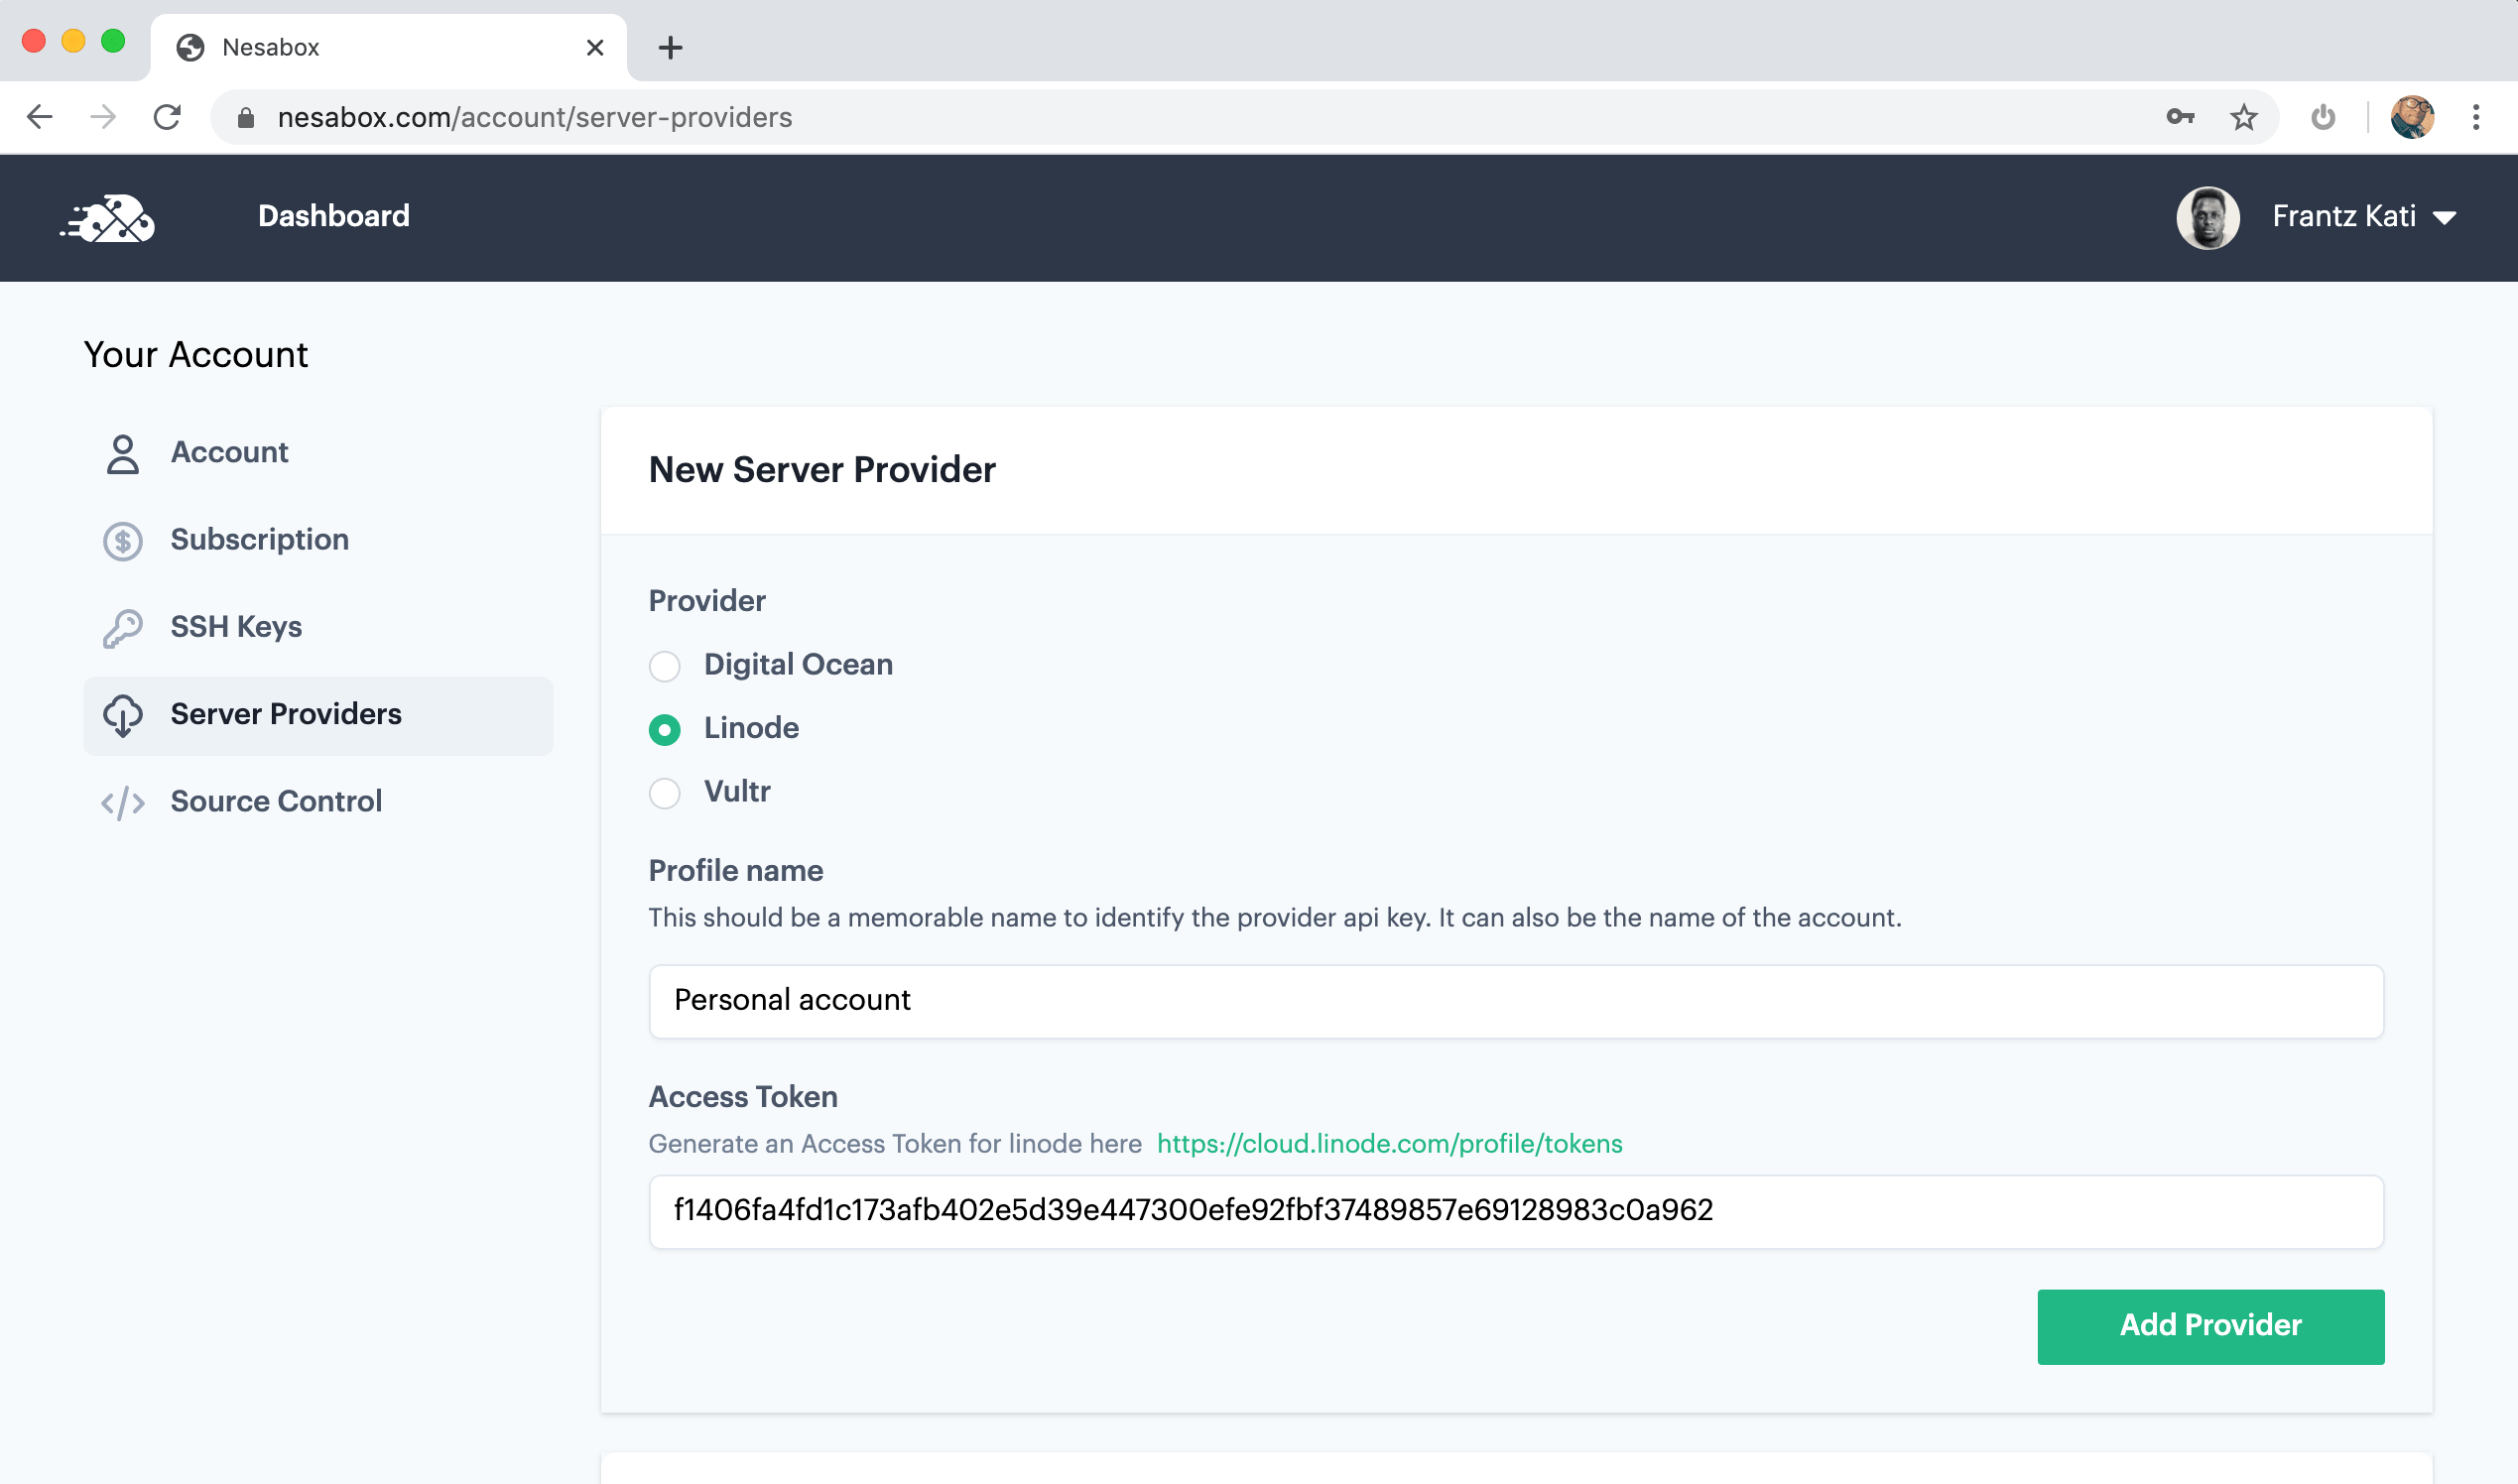 Nesabox
nesabox.com/account/server-providers
Dashboard
Frantz Kati
Your Account
Account
Subscription
SSH Keys
Server Providers
Source Control
New Server Provider
Provider
Digital Ocean
Linode
Vultr
Profile name
This should be a memorable name to identify the provider api key. It can also be the name of the account.
Personal account
Access Token
Generate an Access Token for linode here https://cloud.linode.com/profile/tokens
f1406fa4fd1c173afb402e5d39e447300efe92fbf37489857e69128983c0a962
Add Provider